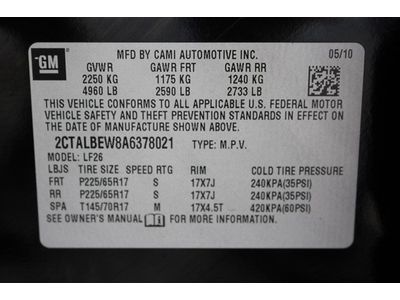 GM
MFD BY CAMI AUTOMOTIVE INC. 05/10
GVWR GAWR FRT GAWR RR
2250 KG 1175 KG 1240 KG
4960 LB 2590 LB 2733 LB
THIS VEHICLE CONFORMS TO ALL APPLICABLE U.S. FEDERAL MOTOR
VEHICLE SAFETY AND THEFT PREVENTION STANDARDS IN EFFECT ON THE
DATE OF MANUFACTURE SHOWN ABOVE.
2CTALBEW8A6378021 TYPE: M.P.V.
MODEL: LF26
LBJS TIRE SIZE SPEED RTG RIM COLD TIRE PRESSURE
FRT P225/65R17 S 17X7J 240KPA(35PSI)
RR P225/65R17 S 17X7J 240KPA(35PSI)
SPA T145/70R17 M 17X4.5T 420KPA(60PSI)
SEE OWNER'S MANUAL FOR MORE INFORMATION.